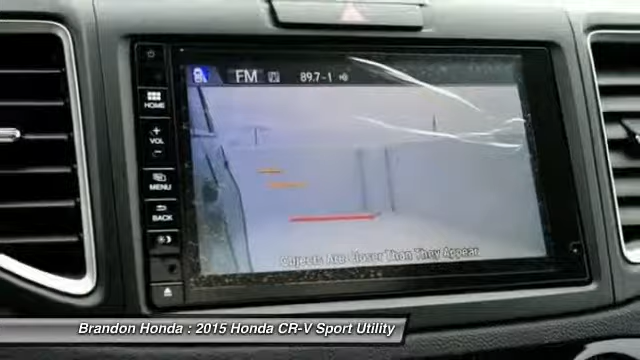 FM 89.7-1
HOME
+
VOL
-
MENU
BACK
Objects Are Closer Than They Appear
Brandon Honda : 2015 Honda CR-V Sport Utility